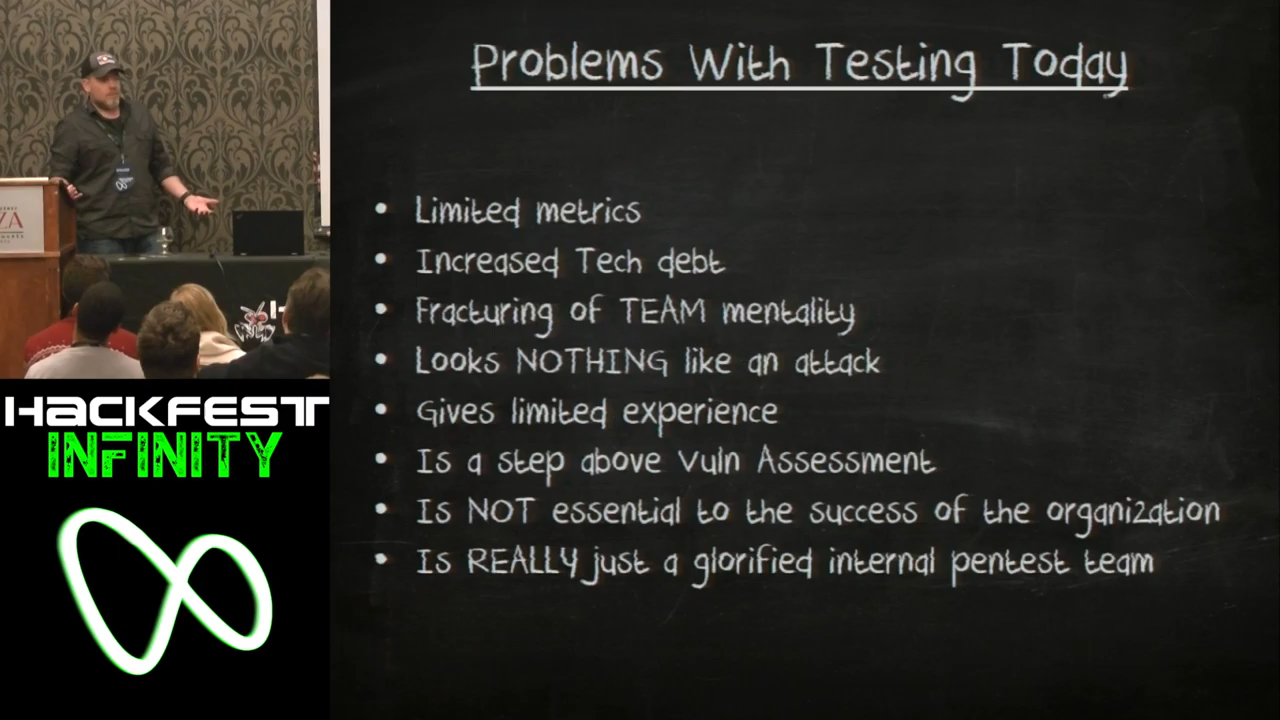 Problems With Testing Today
• Limited metrics
• Increased Tech debt
• Fracturing of TEAM mentality
• Looks NOTHING like an attack
• Gives limited experience
• Is a step above Vuln Assessment
• Is NOT essential to the success of the organization
• Is REALLY just a glorified internal pentest team
ZA
HACKFEST
INFINITY